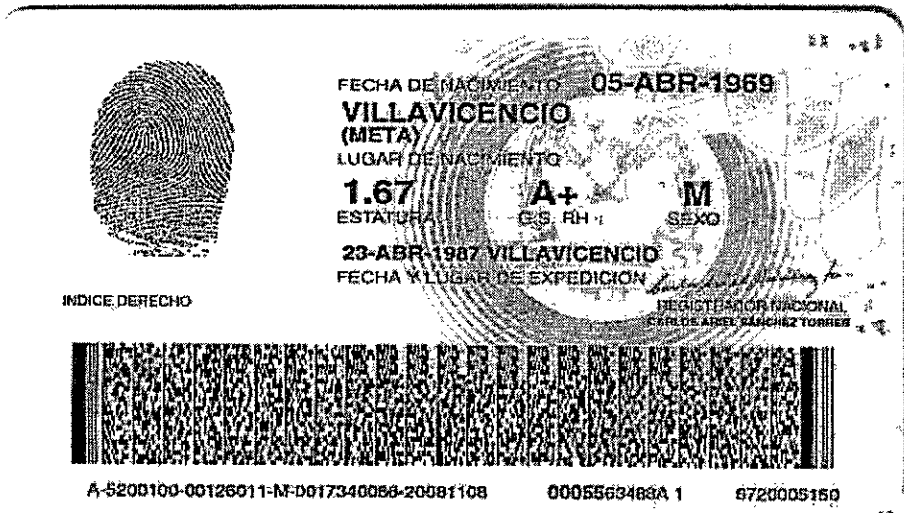 FECHA DE NACIMIENTO 05-ABR-1969
VILLAVICENCIO
(META)
LUGAR DE NACIMIENTO
1.67 A+ M
ESTATURA G.S. RH SEXO
23-ABR-1987 VILLAVICENCIO
FECHA Y LUGAR DE EXPEDICION
INDICE DERECHO
REGISTRADOR NACIONAL
CARLOS ARIEL SÁNCHEZ TORRES
A-5200100-00126011-M-0017340066-20081108 0005563488A 1 6720005150